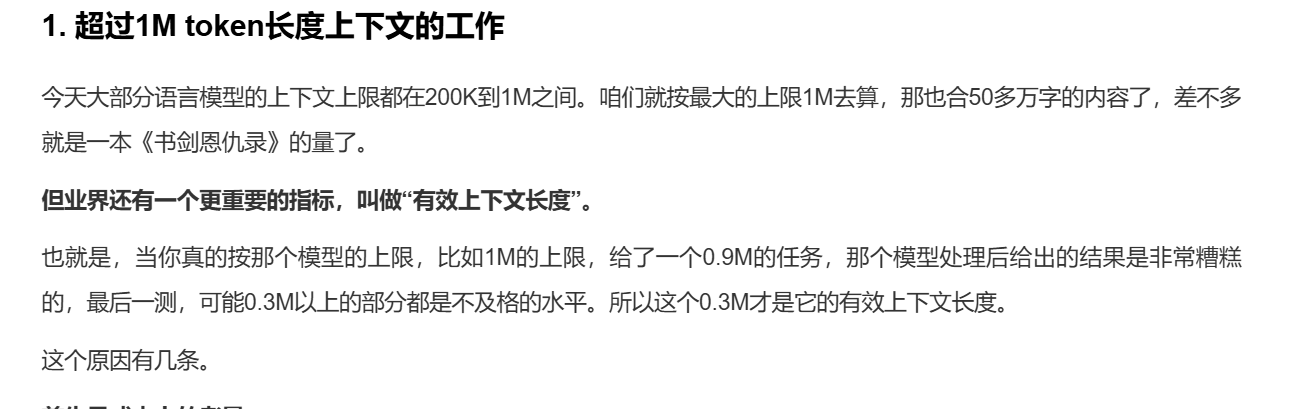 1. 超过1M token长度上下文的工作
今天大部分语言模型的上下文上限都在200K到1M之间。咱们就按最大的上限1M去算，那也合50多万字的内容了，差不多
就是一本《书剑恩仇录》的量了。
但业界还有一个更重要的指标，叫做“有效上下文长度”。
也就是，当你真的按那个模型的上限，比如1M的上限，给了一个0.9M的任务，那个模型处理后给出的结果是非常糟糕
的，最后一测，可能0.3M以上的部分都是不及格的水平。所以这个0.3M才是它的有效上下文长度。
这个原因有几条。